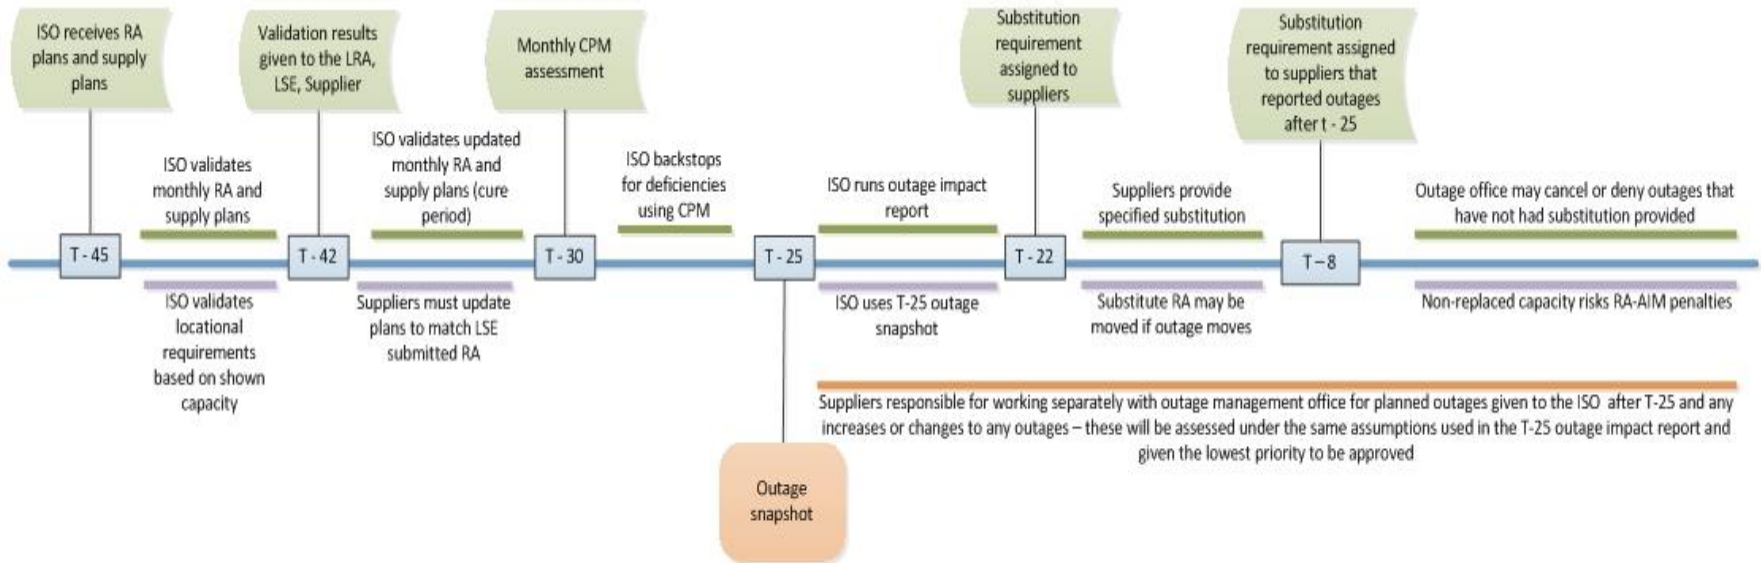 ISO receives RA
plans and supply
plans
Validation results
given to the LRA,
LSE, Supplier
Monthly CPM
assessment
Substitution
requirement
assigned to
suppliers
Substitution
requirement assigned
to suppliers that
reported outages
after t - 25
ISO validates
monthly RA and
supply plans
ISO validates updated
monthly RA and
supply plans (cure
period)
ISO backstops
for deficiencies
using CPM
ISO runs outage impact
report
Suppliers provide
specified substitution
Outage office may cancel or deny outages that
have not had substitution provided
T - 45
T - 42
T - 30
T - 25
T - 22
T – 8
ISO validates
locational
requirements
based on shown
capacity
Suppliers must update
plans to match LSE
submitted RA
ISO uses T-25 outage
snapshot
Substitute RA may be
moved if outage moves
Non-replaced capacity risks RA-AIM penalties
Suppliers responsible for working separately with outage management office for planned outages given to the ISO after T-25 and any
increases or changes to any outages – these will be assessed under the same assumptions used in the T-25 outage impact report and
given the lowest priority to be approved
Outage
snapshot